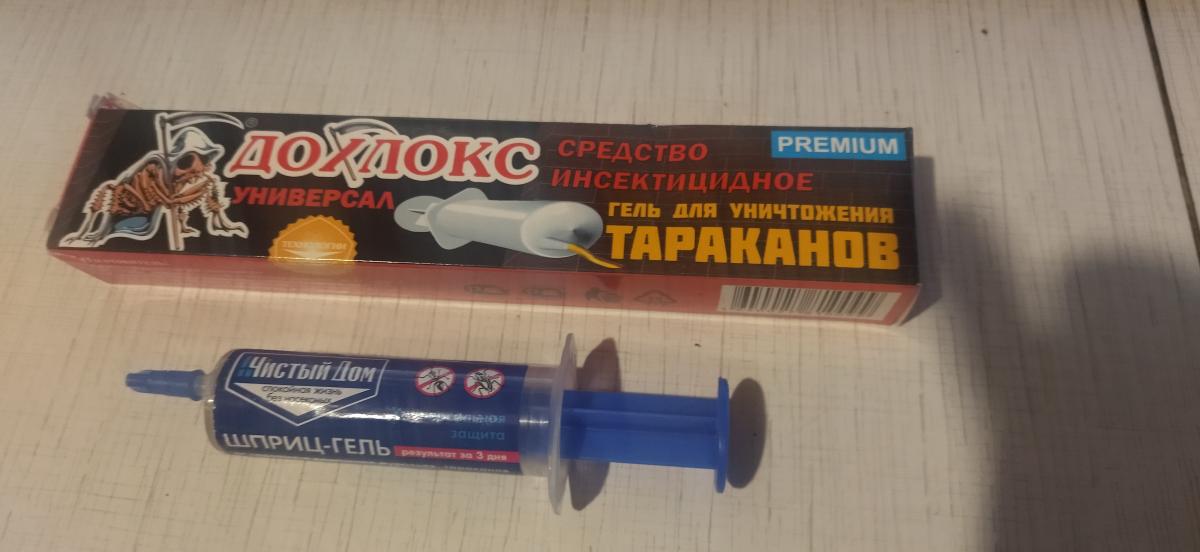 ДОХЛОКС
®
УНИВЕРСАЛ
ТЕХНОЛОГИИ
СРЕДСТВО
ИНСЕКТИЦИДНОЕ
PREMIUM
ГЕЛЬ ДЛЯ УНИЧТОЖЕНИЯ
ТАРАКАНОВ
Чистый Дом
спокойная жизнь
без насекомых
ШПРИЦ-ГЕЛЬ
защита
результат за 3 дня